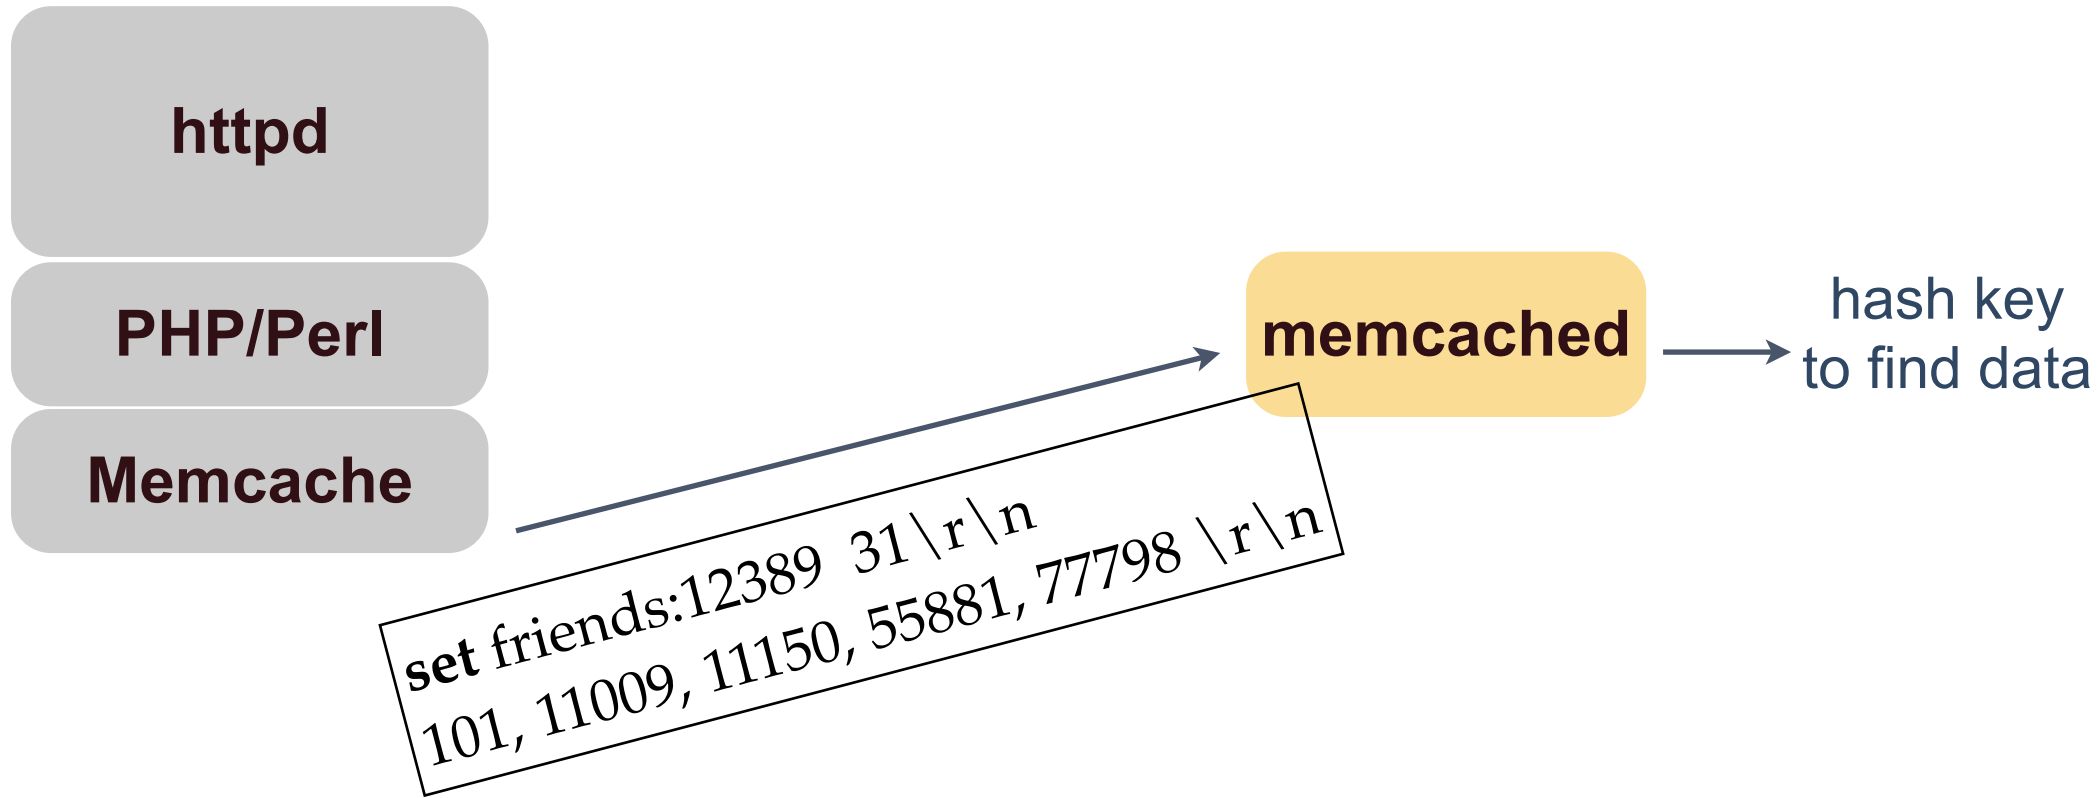 httpd
PHP/Perl
Memcache
set friends:12389 31\r\n
101, 11009, 11150, 55881, 77798 \r\n
memcached
hash key
to find data